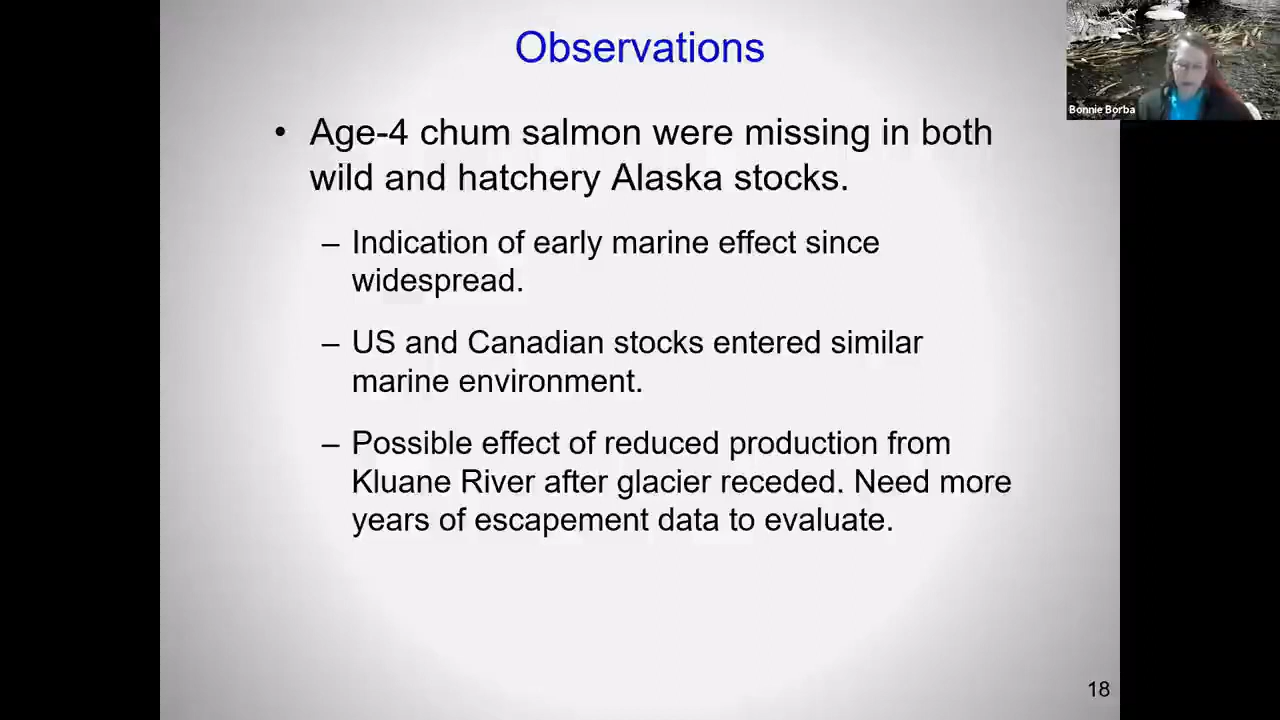 Observations
Bonnie Borba
• Age-4 chum salmon were missing in both
wild and hatchery Alaska stocks.
– Indication of early marine effect since
widespread.
– US and Canadian stocks entered similar
marine environment.
– Possible effect of reduced production from
Kluane River after glacier receded. Need more
years of escapement data to evaluate.
18